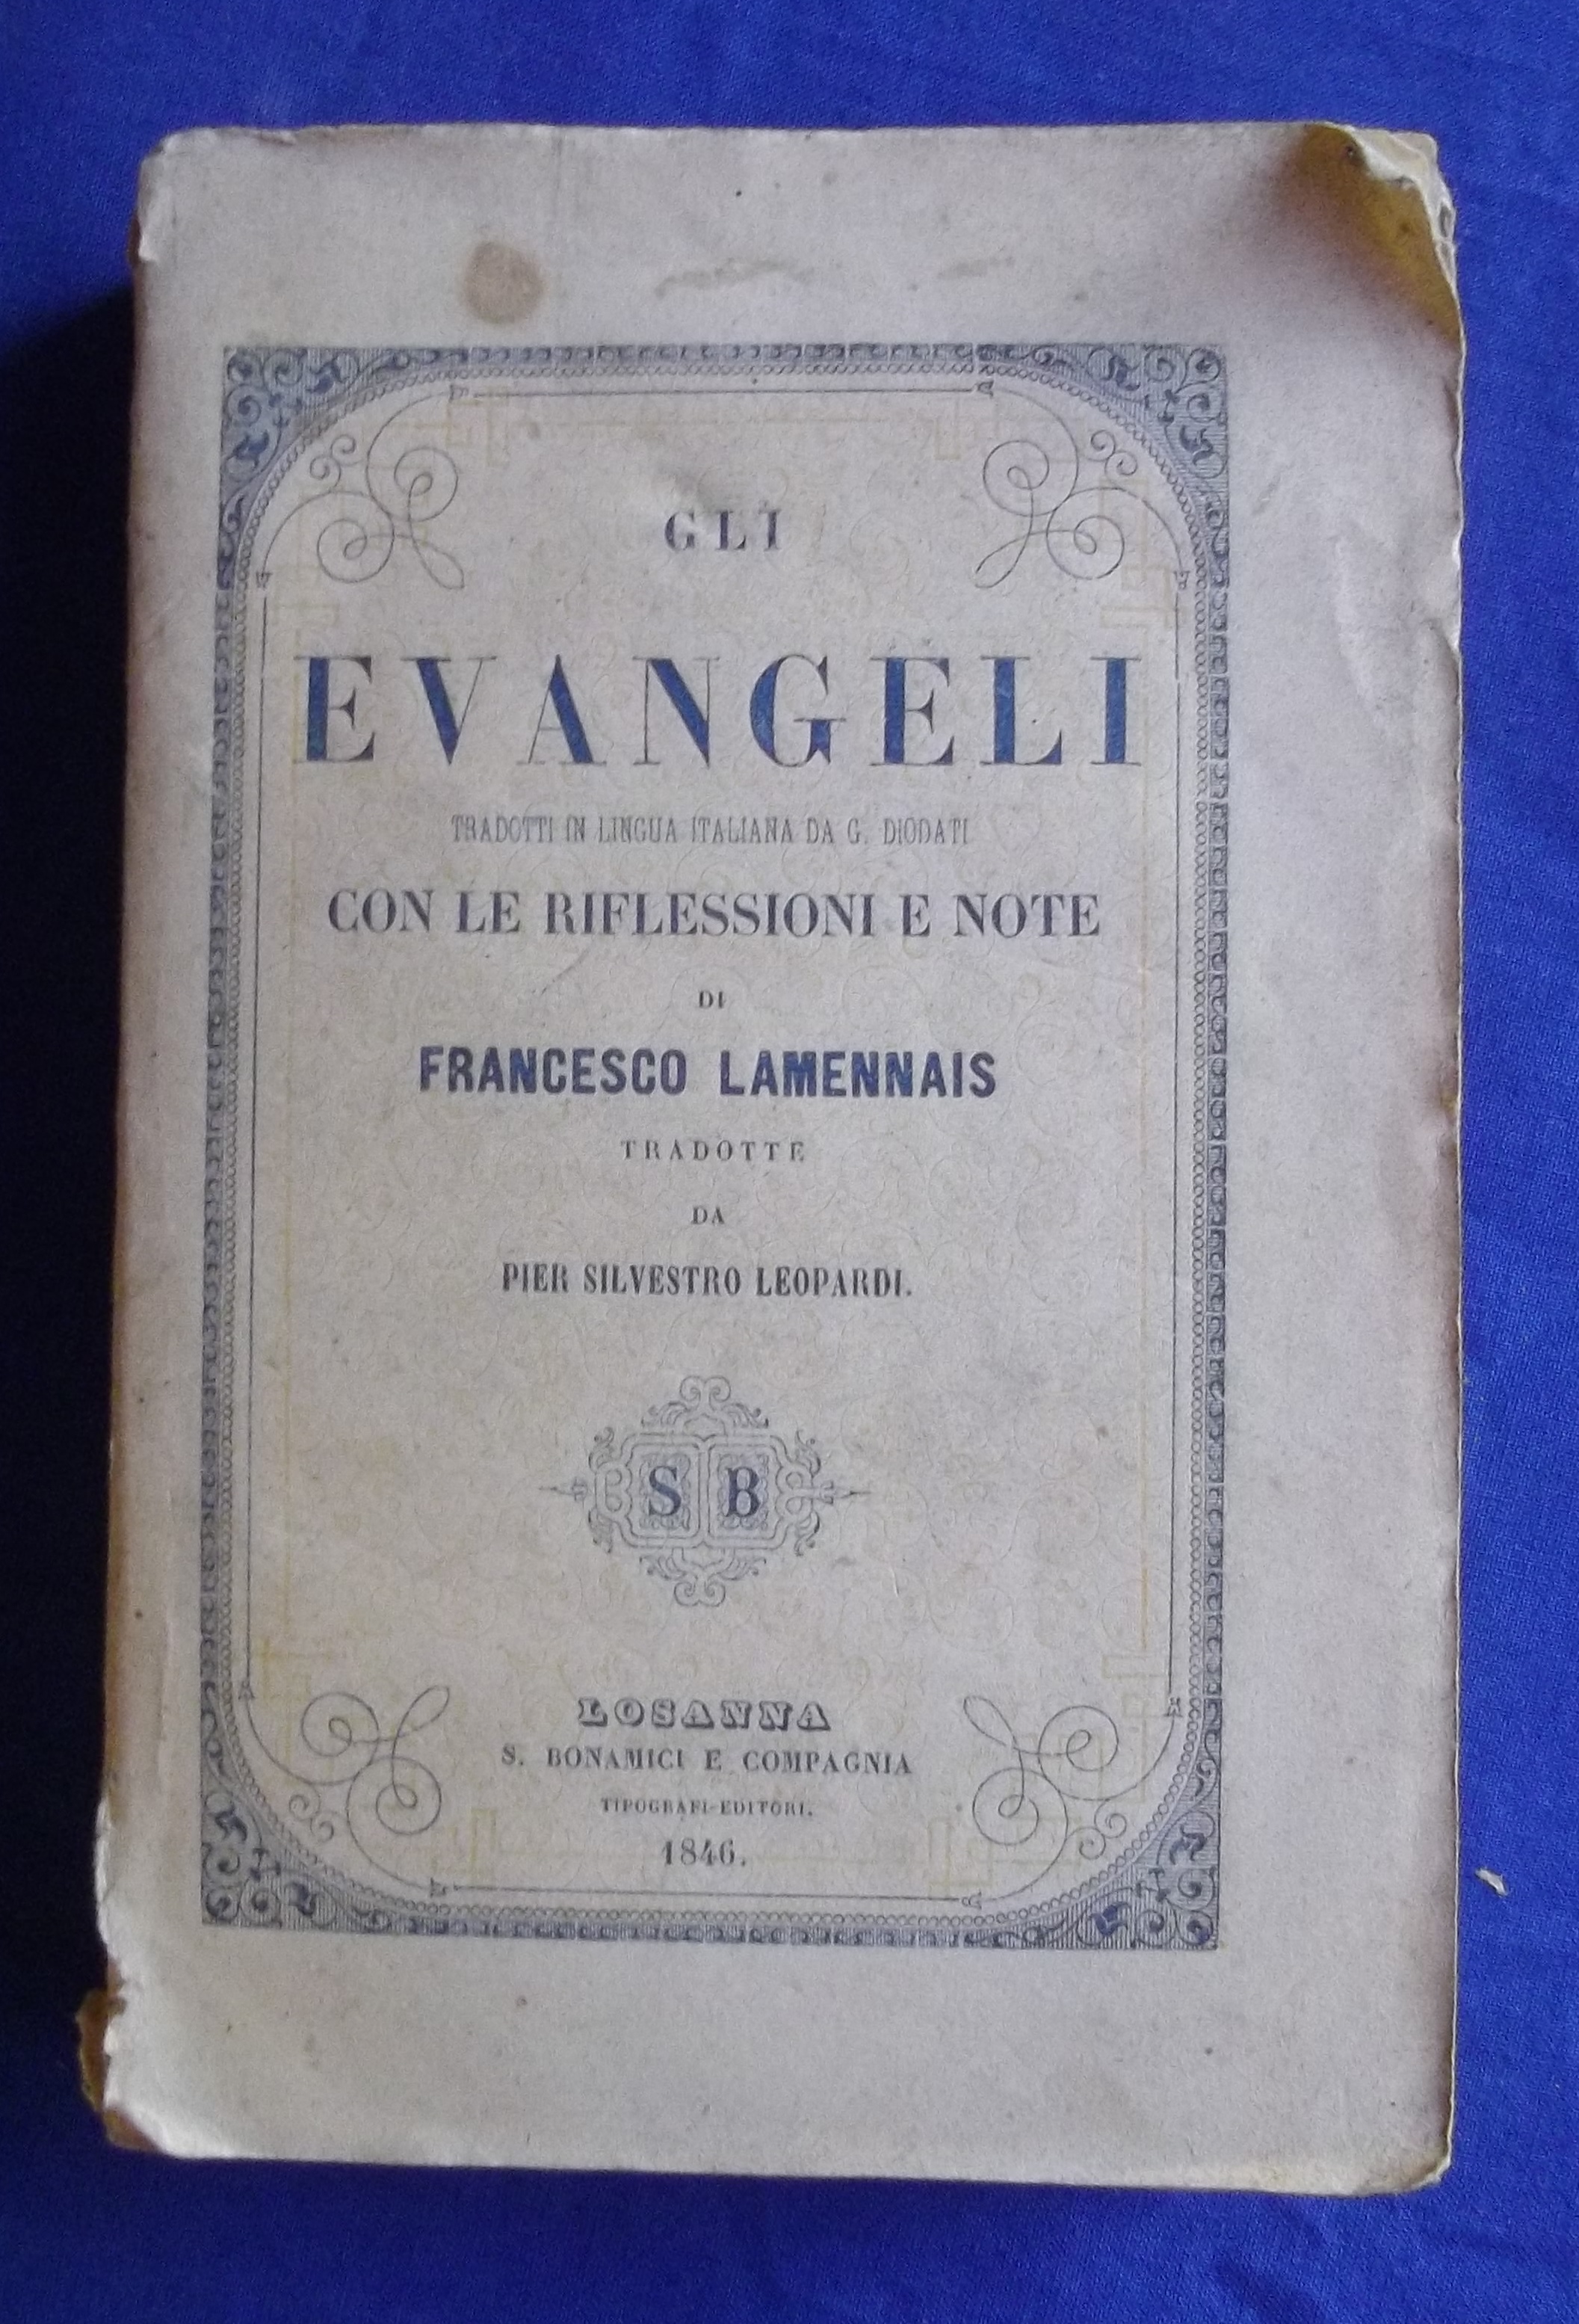 GLI
EVANGELI
TRADOTTI IN LINGUA ITALIANA DA G. DIODATI
CON LE RIFLESSIONI E NOTE
DI
FRANCESCO LAMENNAIS
TRADOTTE
DA
PIER SILVESTRO LEOPARDI.
S B
LOSANNA
S. BONAMICI E COMPAGNIA
TIPOGRAFI-EDITORI.
1846.